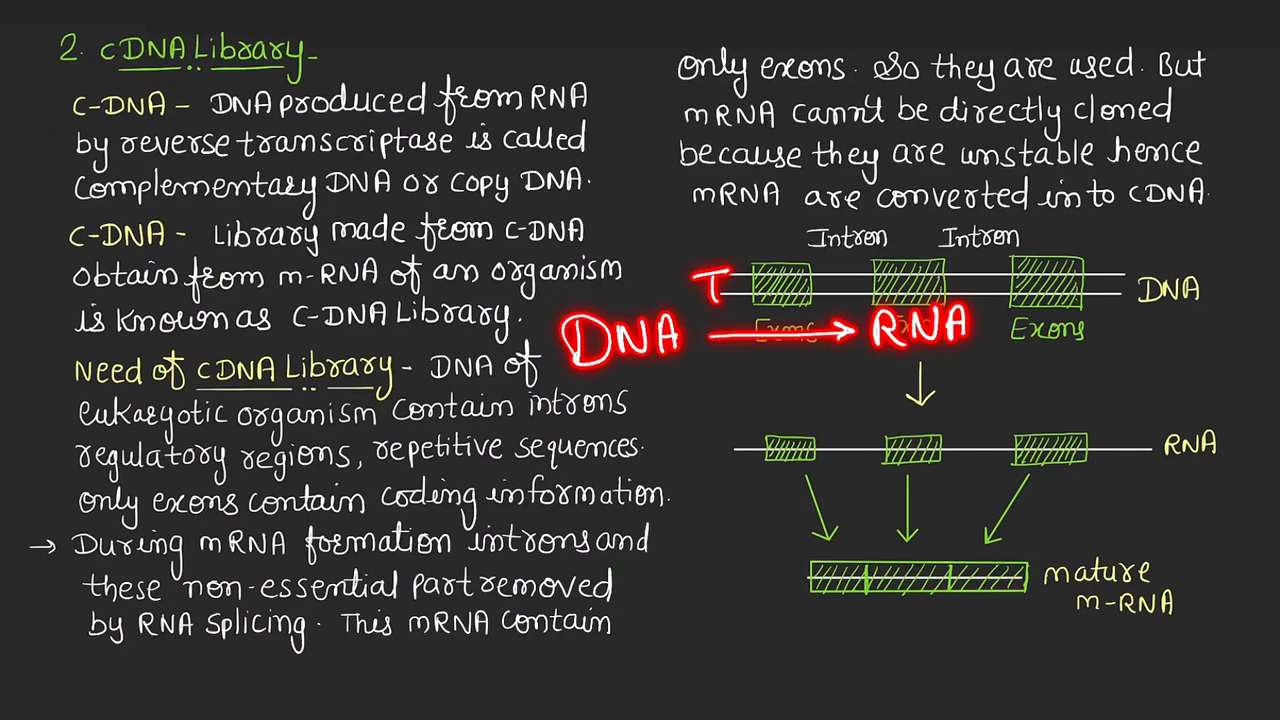 2. cDNA Library -
C-DNA - DNA produced from RNA
by reverse transcriptase is called
complementary DNA or copy DNA.
C-DNA - Library made from C-DNA
obtain from m-RNA of an organism
is known as C-DNA Library.
Need of cDNA Library - DNA of
eukaryotic organism contain introns
regulatory regions, repetitive sequences.
only exons contain coding information.
→ During mRNA formation introns and
these non-essential part removed
by RNA splicing. This mRNA contain
only exons. So they are used. But
mRNA cann't be directly cloned
because they are unstable hence
mRNA are converted in to cDNA.
Intron Intron
T
DNA
DNA → RNA
Exons Exons
RNA
mature
m-RNA